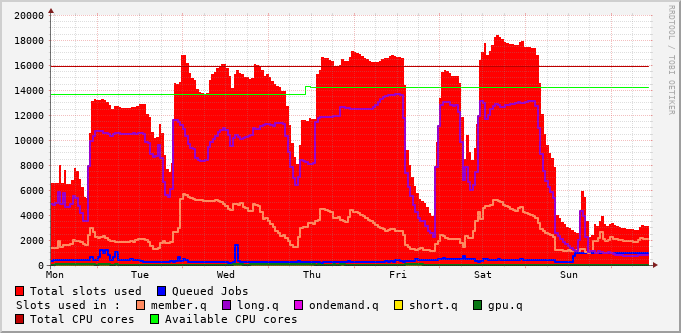 RRDTOOL / TOBI OETIKER
20000
18000
16000
14000
12000
10000
8000
6000
4000
2000
0
Mon Tue Wed Thu Fri Sat Sun
Total slots used Queued Jobs
Slots used in : member.q long.q ondemand.q short.q gpu.q
Total CPU cores Available CPU cores